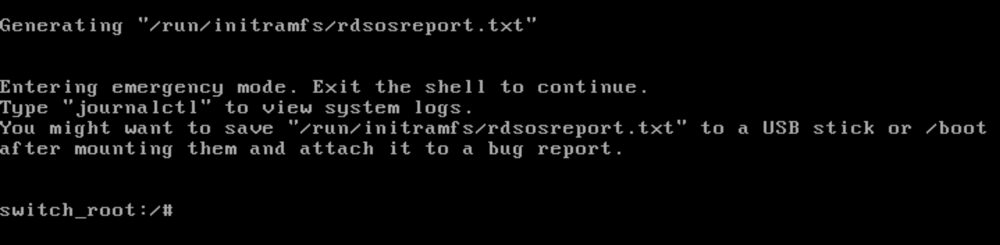 Generating "/run/initramfs/rdsosreport.txt"
Entering emergency mode. Exit the shell to continue.
Type "journalctl" to view system logs.
You might want to save "/run/initramfs/rdsosreport.txt" to a USB stick or /boot
after mounting them and attach it to a bug report.
switch_root:/#